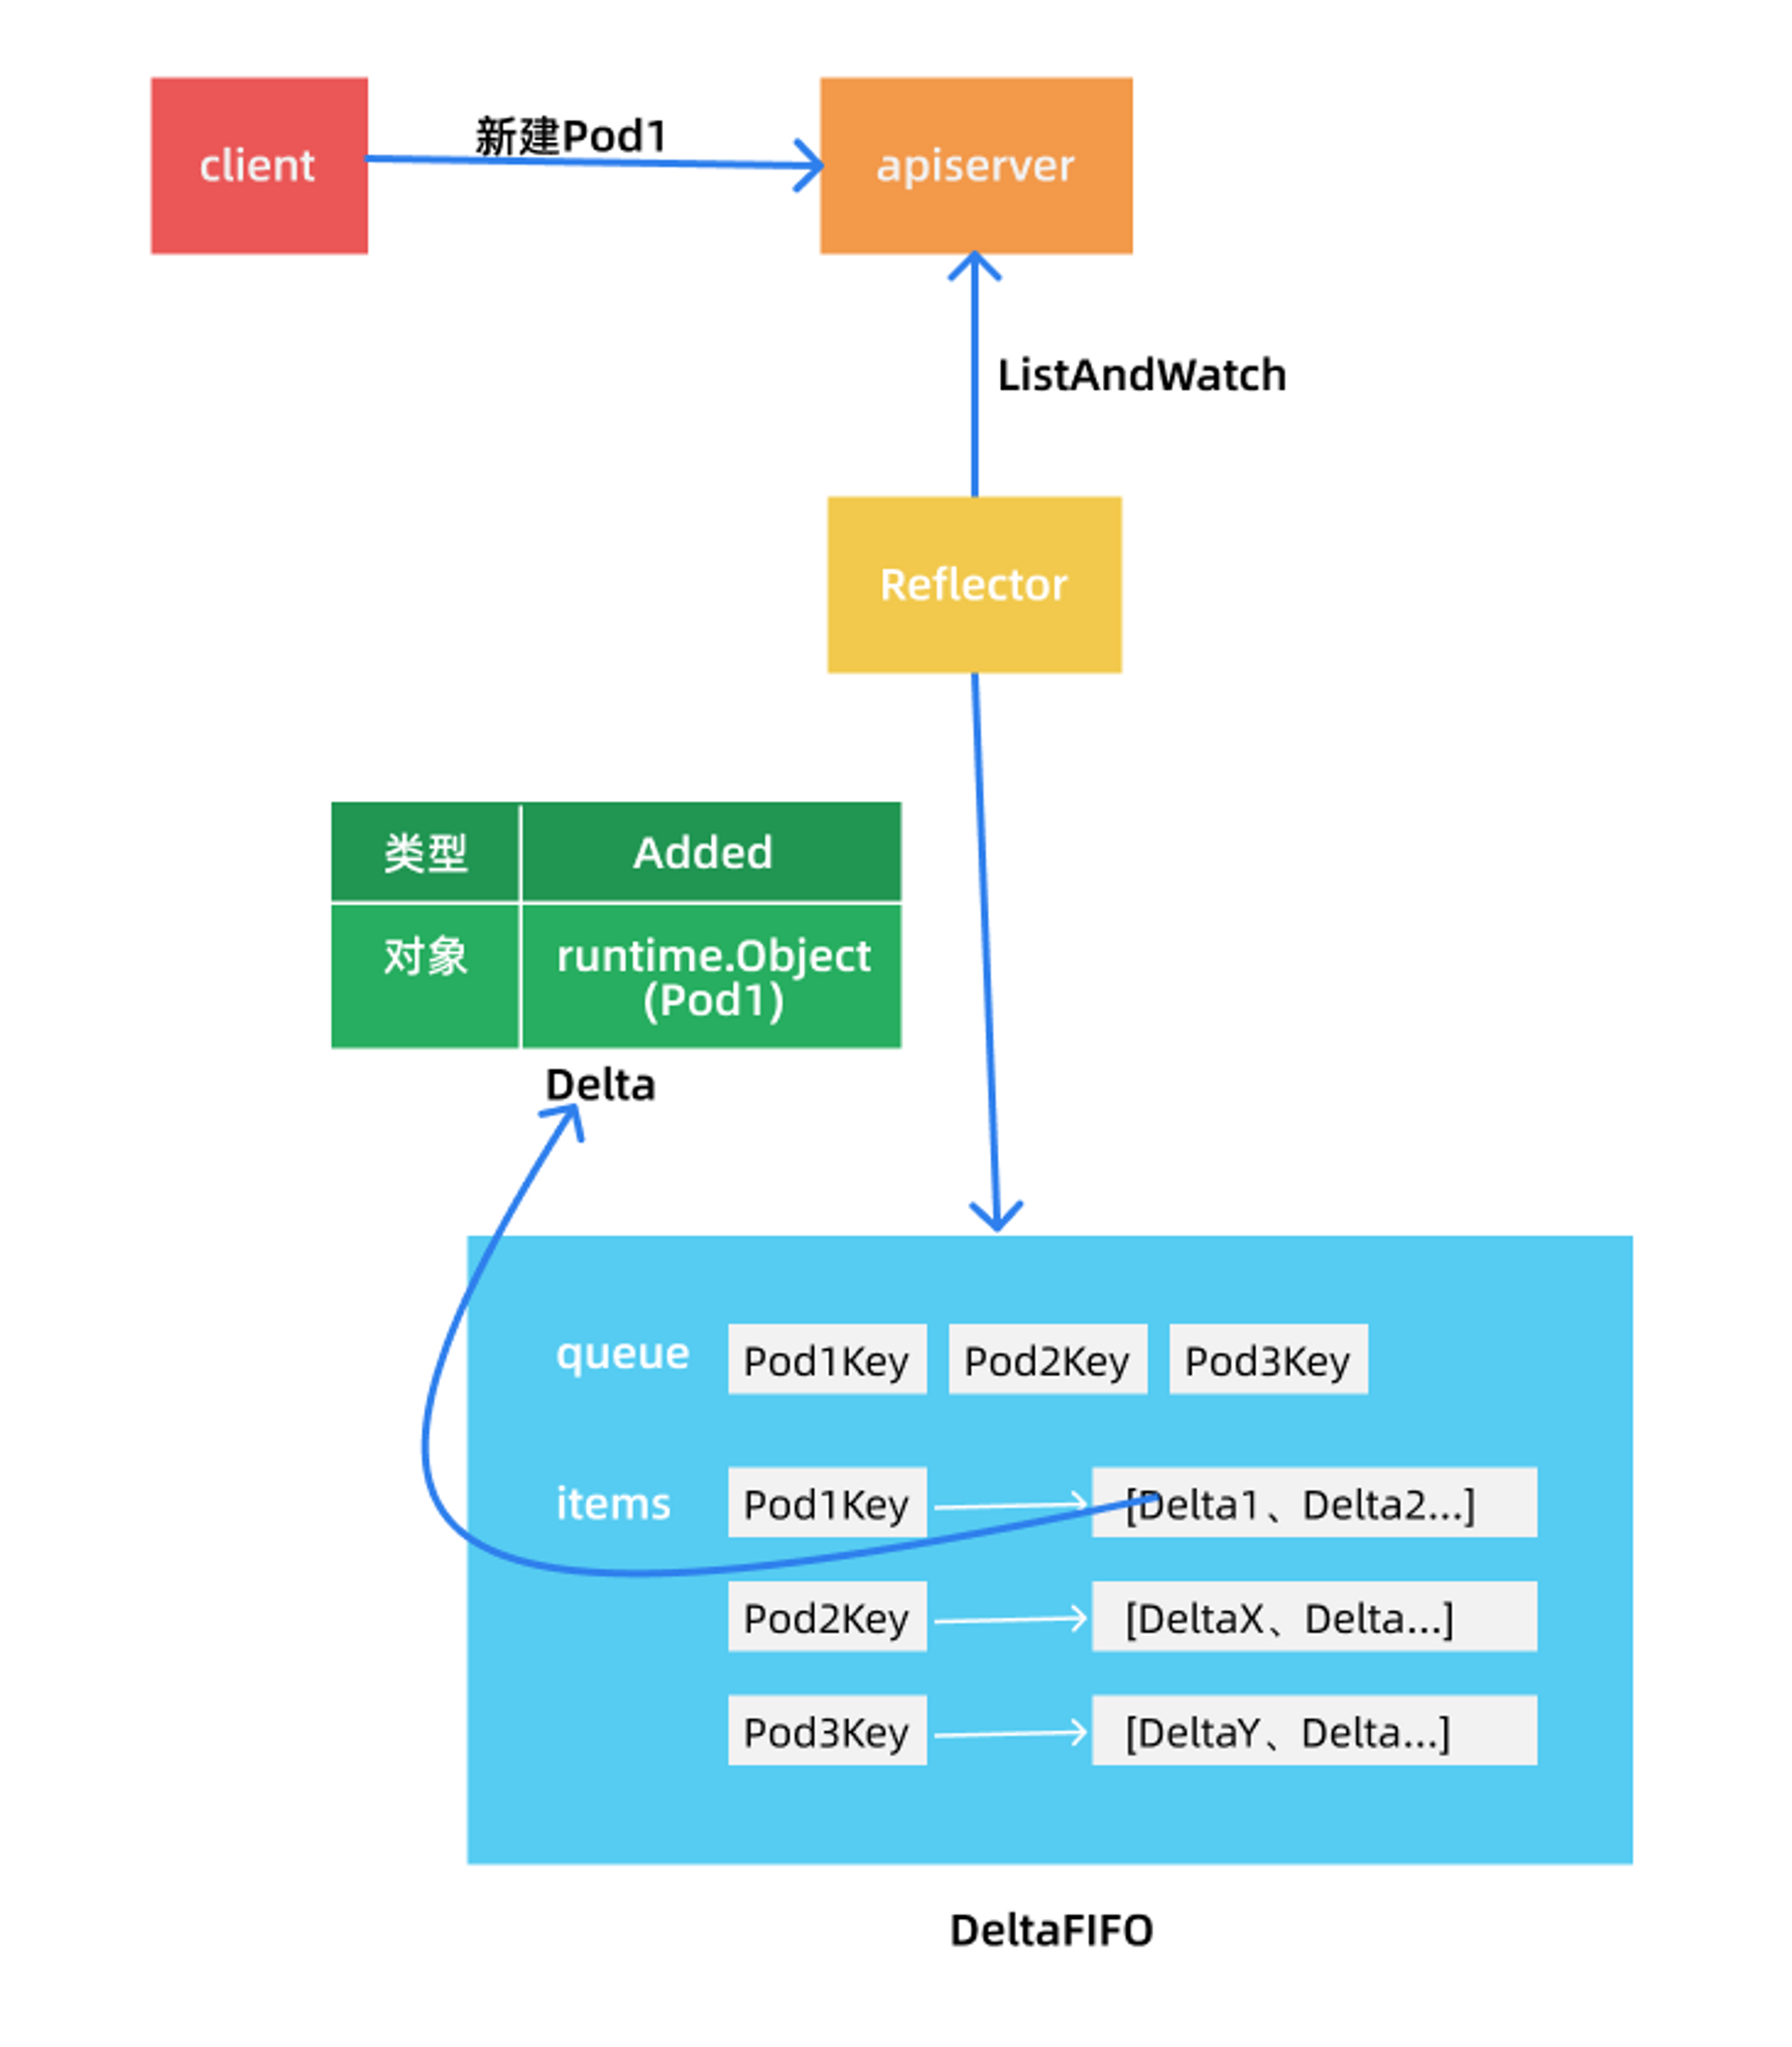 client
新建Pod1
apiserver
ListAndWatch
Reflector
类型 Added
对象 runtime.Object
(Pod1)
Delta
queue Pod1Key Pod2Key Pod3Key
items Pod1Key [Delta1、Delta2...]
Pod2Key [DeltaX、Delta...]
Pod3Key [DeltaY、Delta...]
DeltaFIFO